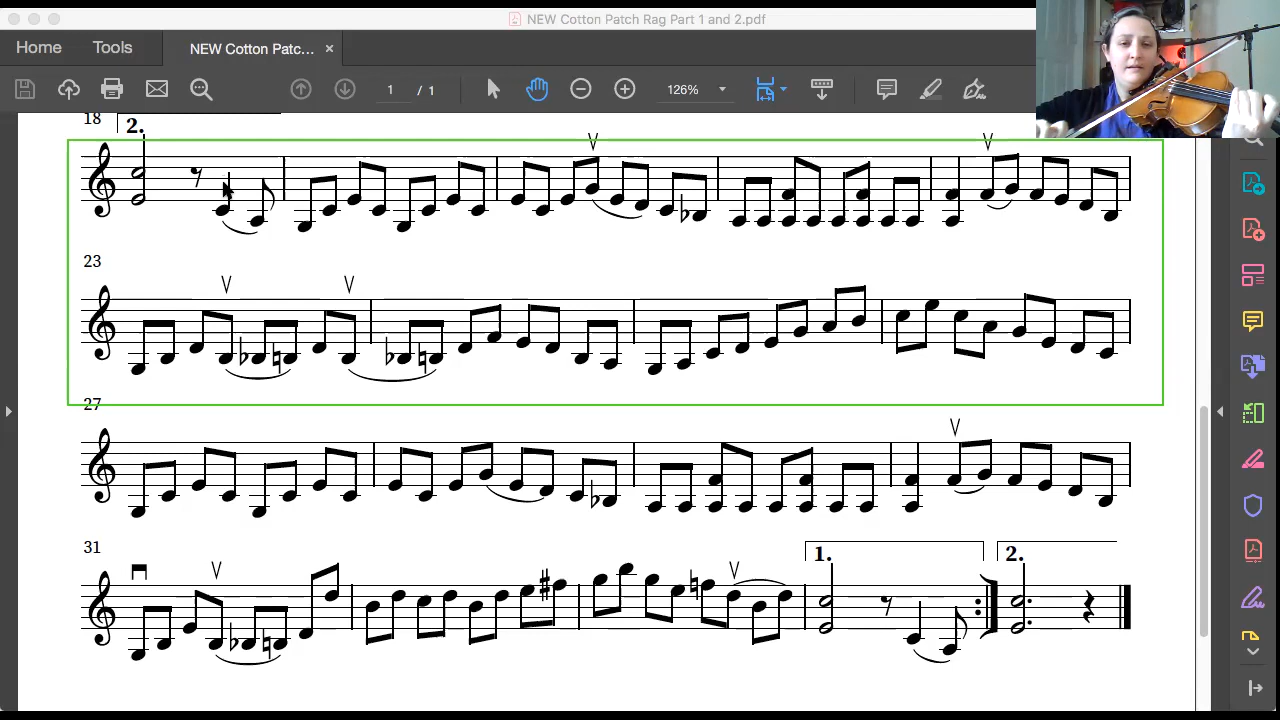 NEW Cotton Patch Rag Part 1 and 2.pdf
Home Tools NEW Cotton Patc... ×
1 / 1 126%
18 2.
23
27
31 1. 2.